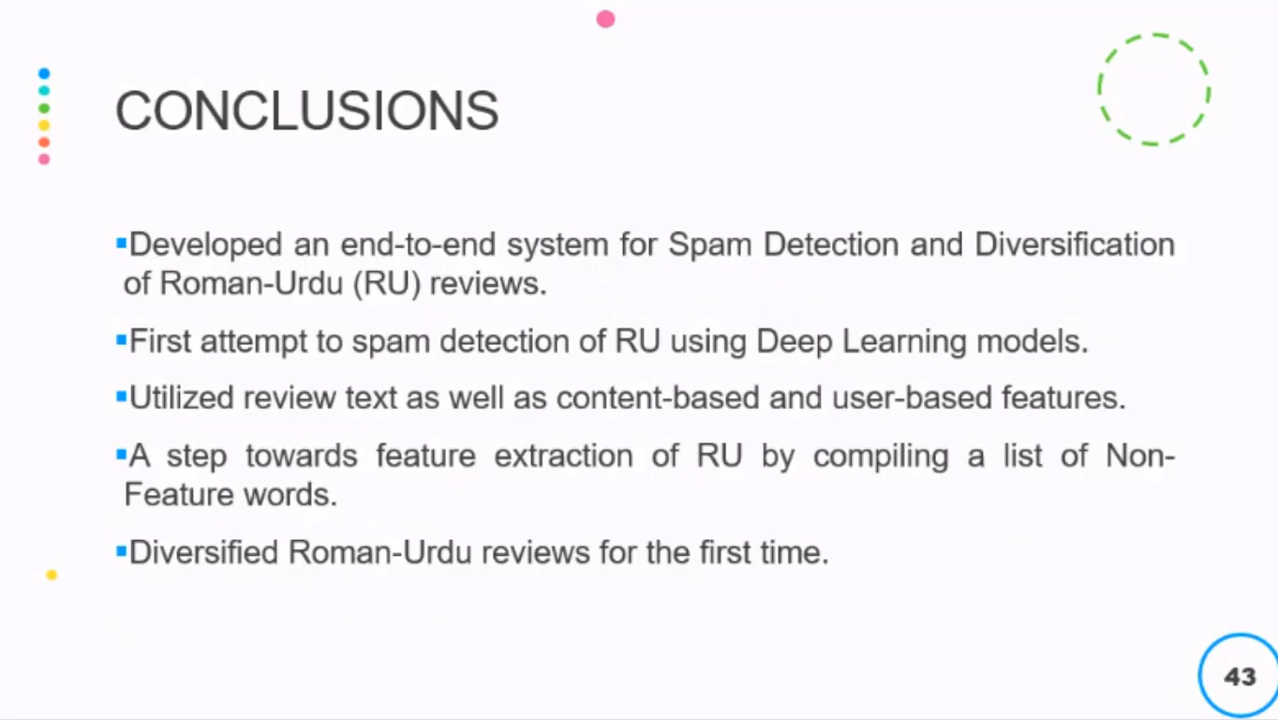 CONCLUSIONS
▪Developed an end-to-end system for Spam Detection and Diversification
of Roman-Urdu (RU) reviews.
▪First attempt to spam detection of RU using Deep Learning models.
▪Utilized review text as well as content-based and user-based features.
▪A step towards feature extraction of RU by compiling a list of Non-
Feature words.
▪Diversified Roman-Urdu reviews for the first time.
43